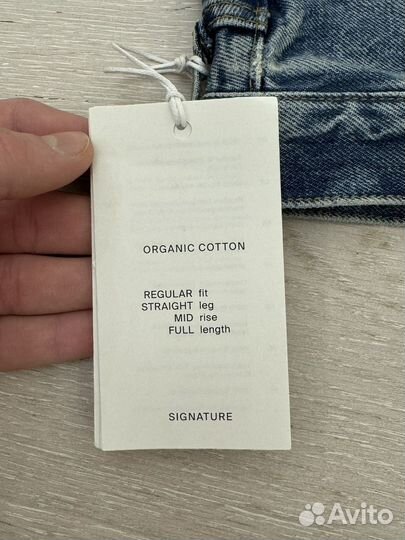 ORGANIC COTTON
REGULAR fit
STRAIGHT leg
MID rise
FULL length
SIGNATURE
Avito